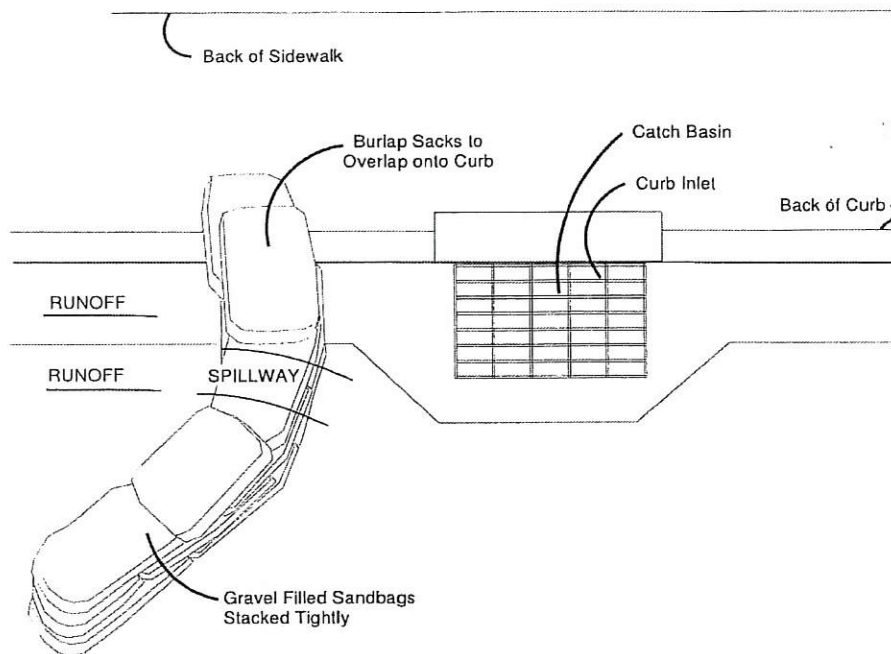 Back of Sidewalk
Burlap Sacks to
Overlap onto Curb
Catch Basin
Curb Inlet
Back of Curb
RUNOFF
RUNOFF
SPILLWAY
Gravel Filled Sandbags
Stacked Tightly